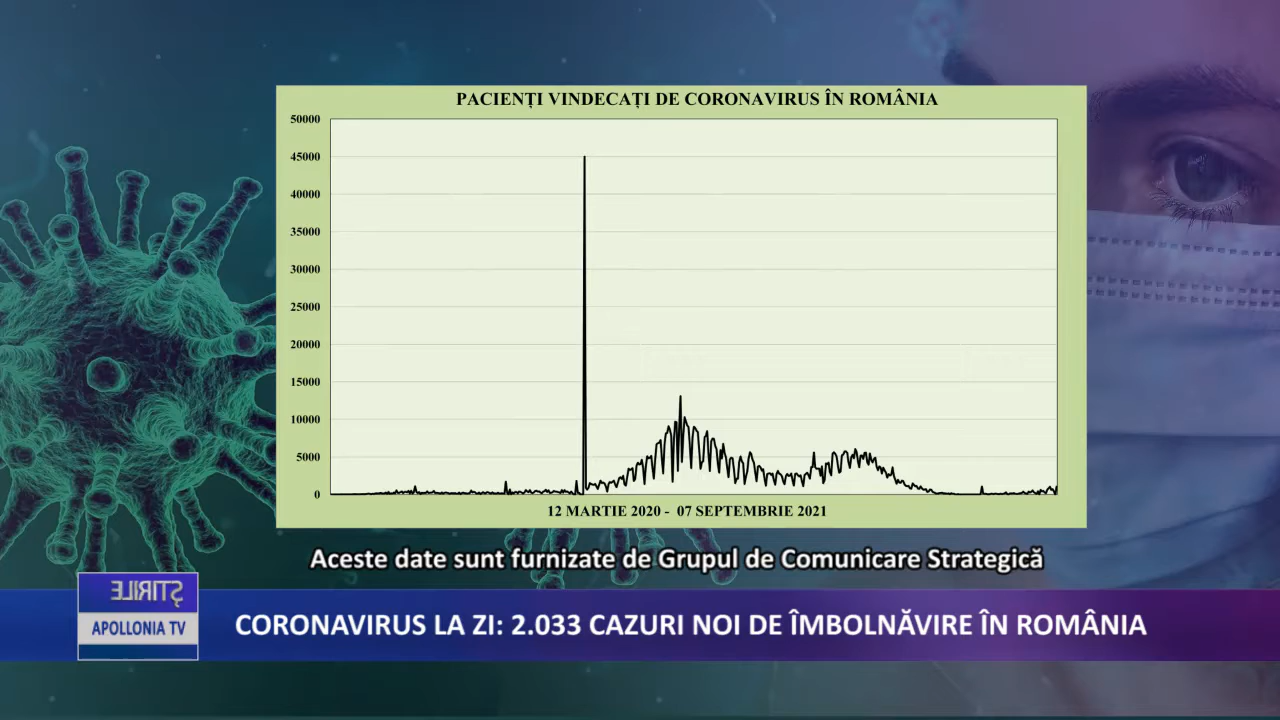 PACIENȚI VINDECAȚI DE CORONAVIRUS ÎN ROMÂNIA
50000
45000
40000
35000
30000
25000
20000
15000
10000
5000
0
12 MARTIE 2020 - 07 SEPTEMBRIE 2021
Aceste date sunt furnizate de Grupul de Comunicare Strategică
ȘTIRILE
APOLLONIA TV
CORONAVIRUS LA ZI: 2.033 CAZURI NOI DE ÎMBOLNĂVIRE ÎN ROMÂNIA